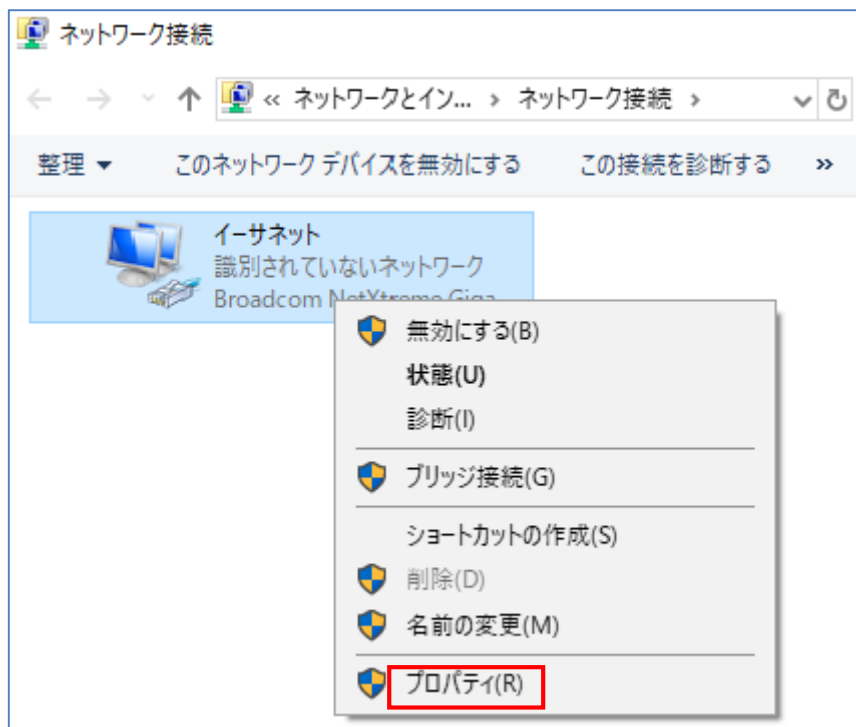 ネットワーク接続
« ネットワークとイン... › ネットワーク接続 ›
整理 このネットワーク デバイスを無効にする この接続を診断する »
イーサネット
識別されていないネットワーク
Broadcom NetXtreme Giga
無効にする(B)
状態(U)
診断(I)
ブリッジ接続(G)
ショートカットの作成(S)
削除(D)
名前の変更(M)
プロパティ(R)